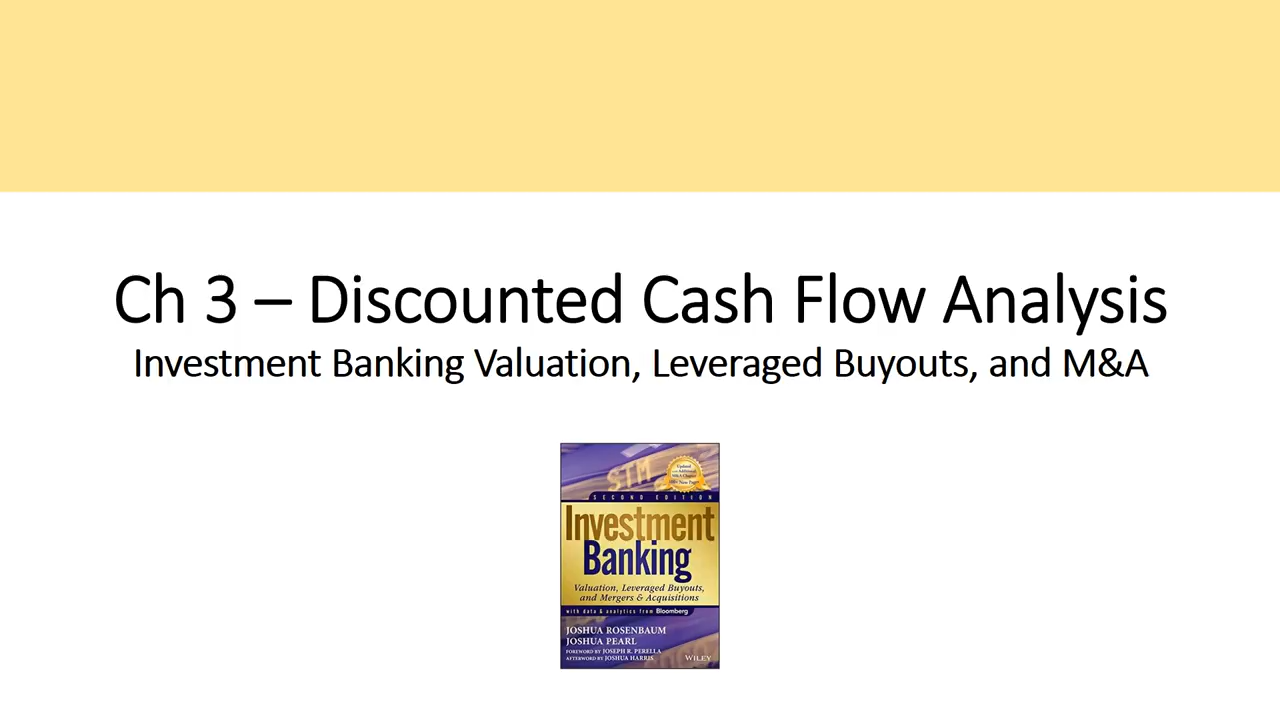 Ch 3 – Discounted Cash Flow Analysis
Investment Banking Valuation, Leveraged Buyouts, and M&A
STM
Updated
SECOND EDITION
Investment
Banking
Valuation, Leveraged Buyouts,
and Mergers & Acquisitions
with data & analytics from Bloomberg
JOSHUA ROSENBAUM
JOSHUA PEARL
FOREWORD BY JOSEPH R. PERELLA
AFTERWORD BY JOSHUA HARRIS
WILEY